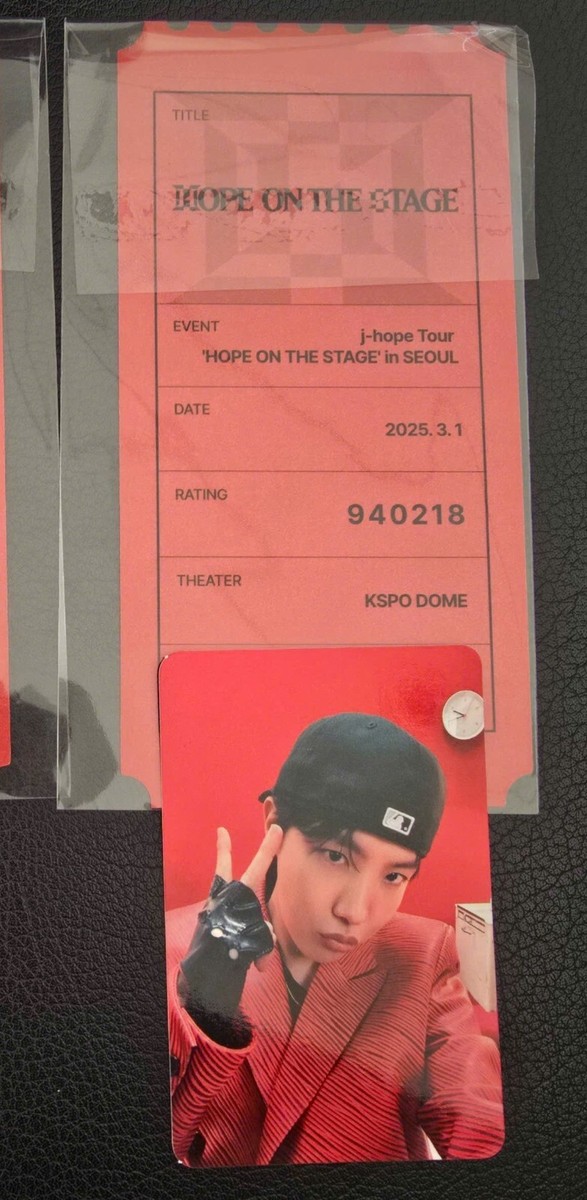 TITLE
HOPE ON THE STAGE
EVENT
j-hope Tour
'HOPE ON THE STAGE' in SEOUL
DATE
2025. 3. 1
RATING
940218
THEATER
KSPO DOME